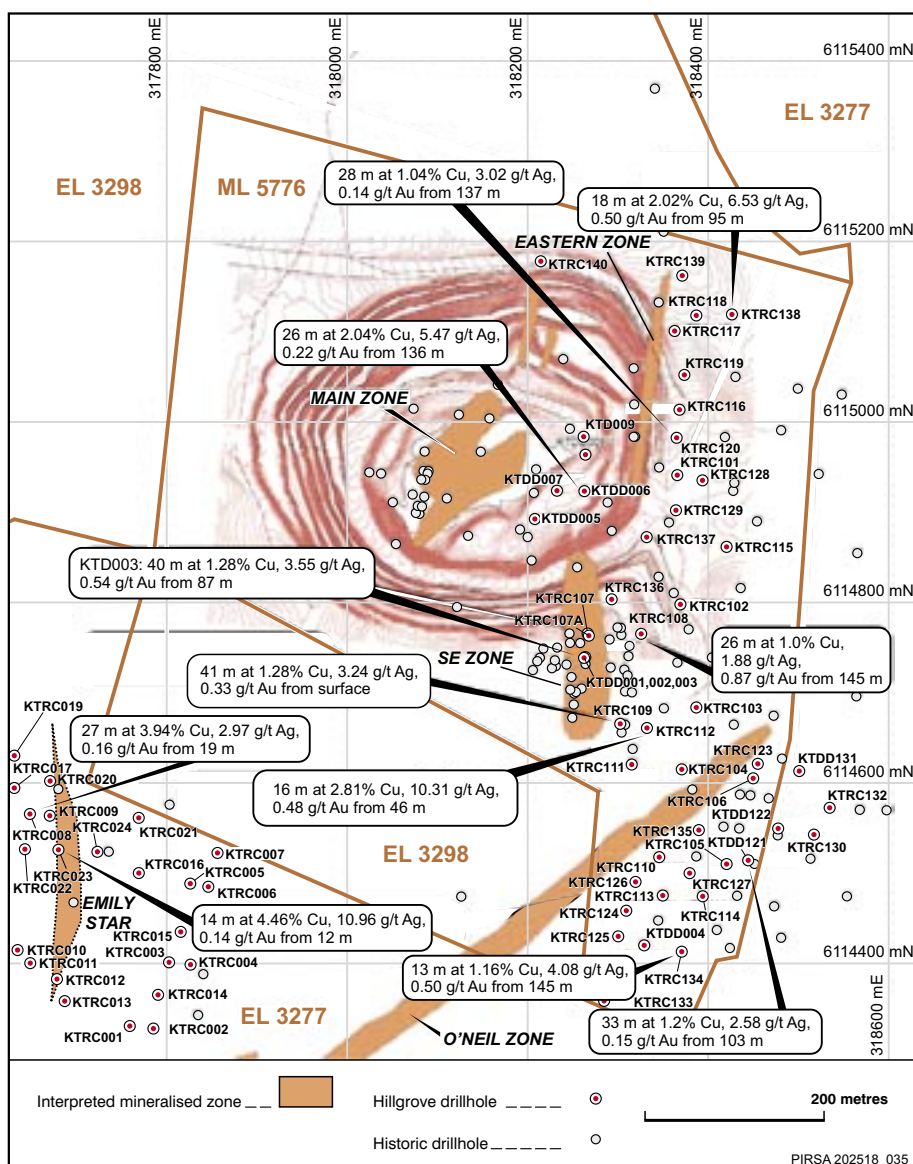 317800 mE
318000 mE
318200 mE
318400 mE
6115400 mN
EL 3277
EL 3298
ML 5776
28 m at 1.04% Cu, 3.02 g/t Ag,
0.14 g/t Au from 137 m
18 m at 2.02% Cu, 6.53 g/t Ag,
0.50 g/t Au from 95 m
6115200 mN
EASTERN ZONE
KTRC139
KTRC140
KTRC118
KTRC138
KTRC117
26 m at 2.04% Cu, 5.47 g/t Ag,
0.22 g/t Au from 136 m
KTRC119
MAIN ZONE
KTRC116
6115000 mN
KTD009
KTRC120
KTRC101
KTRC128
KTDD007
KTDD006
KTDD005
KTRC129
KTRC137
KTRC115
KTD003: 40 m at 1.28% Cu, 3.55 g/t Ag,
0.54 g/t Au from 87 m
KTRC136
KTRC107
KTRC102
6114800 mN
KTRC107A
KTRC108
26 m at 1.0% Cu,
1.88 g/t Ag,
0.87 g/t Au from 145 m
SE ZONE
41 m at 1.28% Cu, 3.24 g/t Ag,
0.33 g/t Au from surface
KTDD001,002,003
KTRC019
KTRC109
KTRC103
27 m at 3.94% Cu, 2.97 g/t Ag,
0.16 g/t Au from 19 m
KTRC112
KTRC123
KTRC017
KTRC020
KTRC111
KTRC104
KTDD131
6114600 mN
16 m at 2.81% Cu, 10.31 g/t Ag,
0.48 g/t Au from 46 m
KTRC106
KTRC132
KTRC009
KTRC024
KTRC021
KTDD122
KTRC008
KTRC135
KTDD121
KTRC130
KTRC007
EL 3298
KTRC105
KTRC016
KTRC005
KTRC110
KTRC023
KTRC022
KTRC006
KTRC126
KTRC127
KTRC113
EMILY
STAR
14 m at 4.46% Cu, 10.96 g/t Ag,
0.14 g/t Au from 12 m
KTRC124
KTRC114
KTRC015
KTRC125
KTDD004
KTRC010
KTRC003
KTRC011
KTRC004
6114400 mN
13 m at 1.16% Cu, 4.08 g/t Ag,
0.50 g/t Au from 145 m
KTRC012
KTRC134
KTRC013
KTRC014
KTRC133
EL 3277
KTRC001
KTRC002
O'NEIL ZONE
33 m at 1.2% Cu, 2.58 g/t Ag,
0.15 g/t Au from 103 m
318600 mE
Interpreted mineralised zone
Hillgrove drillhole
200 metres
Historic drillhole
PIRSA 202518_035